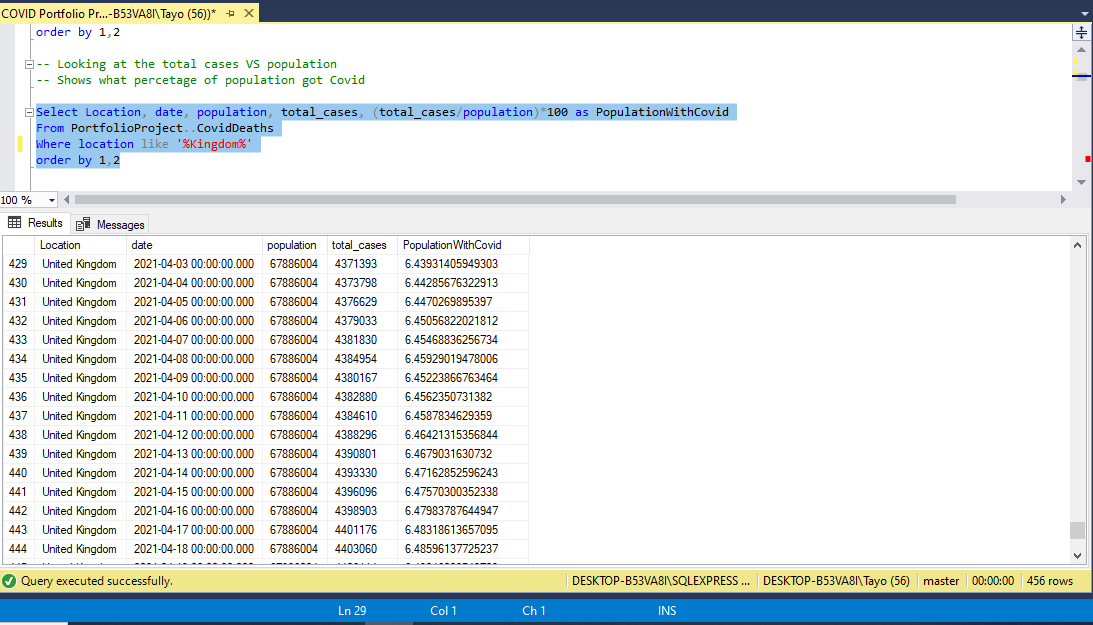 COVID Portfolio Pr...-B53VA8I\Tayo (56))*
order by 1,2
-- Looking at the total cases VS population
-- Shows what percetage of population got Covid
Select Location, date, population, total_cases, (total_cases/population)*100 as PopulationWithCovid
From PortfolioProject..CovidDeaths
Where location like '%Kingdom%'
order by 1,2
100 %
Results Messages
Location date population total_cases PopulationWithCovid
429 United Kingdom 2021-04-03 00:00:00.000 67886004 4371393 6.43931405949303
430 United Kingdom 2021-04-04 00:00:00.000 67886004 4373798 6.44285676322913
431 United Kingdom 2021-04-05 00:00:00.000 67886004 4376629 6.4470269895397
432 United Kingdom 2021-04-06 00:00:00.000 67886004 4379033 6.45056822021812
433 United Kingdom 2021-04-07 00:00:00.000 67886004 4381830 6.45468836256734
434 United Kingdom 2021-04-08 00:00:00.000 67886004 4384954 6.45929019478006
435 United Kingdom 2021-04-09 00:00:00.000 67886004 4380167 6.45223866763464
436 United Kingdom 2021-04-10 00:00:00.000 67886004 4382880 6.4562350731382
437 United Kingdom 2021-04-11 00:00:00.000 67886004 4384610 6.4587834629359
438 United Kingdom 2021-04-12 00:00:00.000 67886004 4388296 6.46421315356844
439 United Kingdom 2021-04-13 00:00:00.000 67886004 4390801 6.4679031630732
440 United Kingdom 2021-04-14 00:00:00.000 67886004 4393330 6.47162852596243
441 United Kingdom 2021-04-15 00:00:00.000 67886004 4396096 6.47570300352338
442 United Kingdom 2021-04-16 00:00:00.000 67886004 4398903 6.47983787644947
443 United Kingdom 2021-04-17 00:00:00.000 67886004 4401176 6.48318613657095
444 United Kingdom 2021-04-18 00:00:00.000 67886004 4403060 6.48596137725237
Query executed successfully. DESKTOP-B53VA8I\SQLEXPRESS ... DESKTOP-B53VA8I\Tayo (56) master 00:00:00 456 rows
Ln 29 Col 1 Ch 1 INS